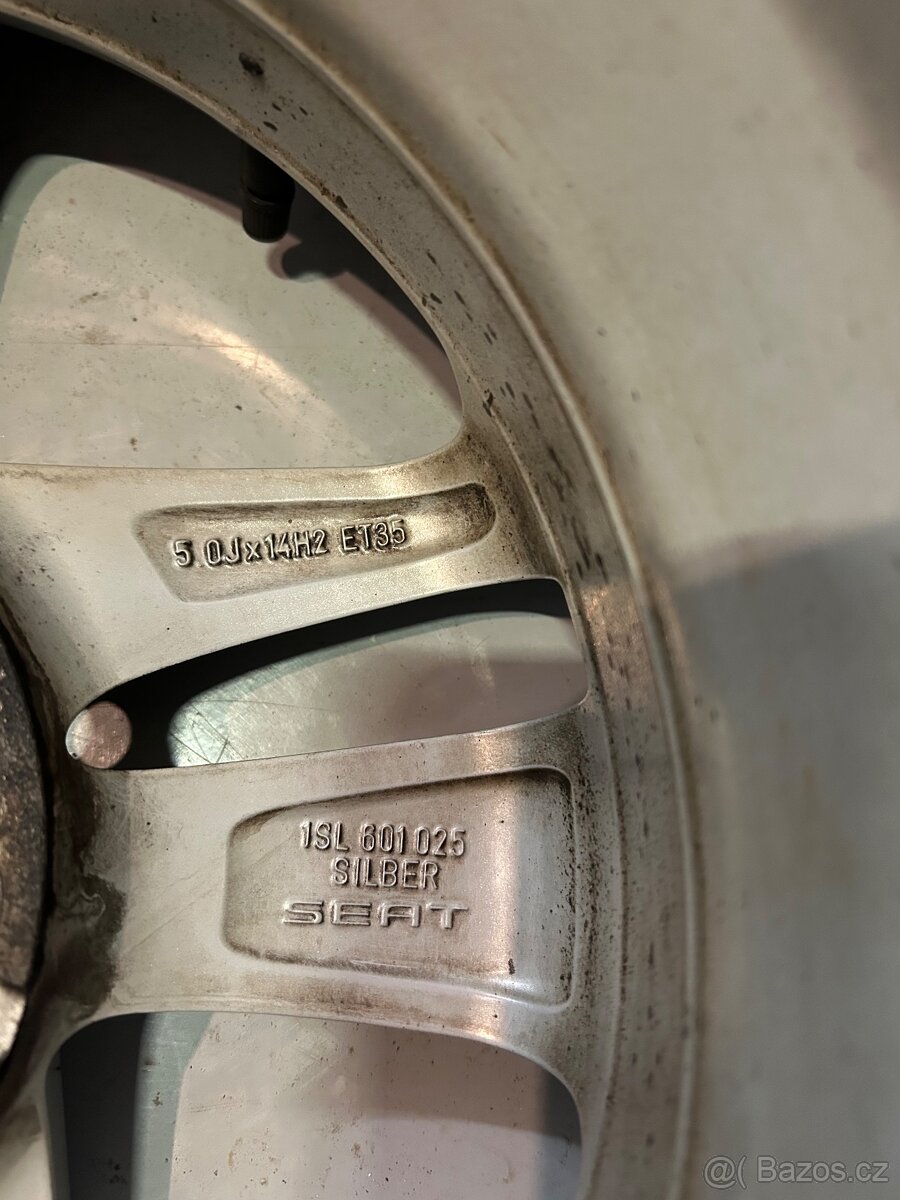 5.0Jx14H2 ET35
1SL 601 025
SILBER
SEAT
@( Bazos.cz